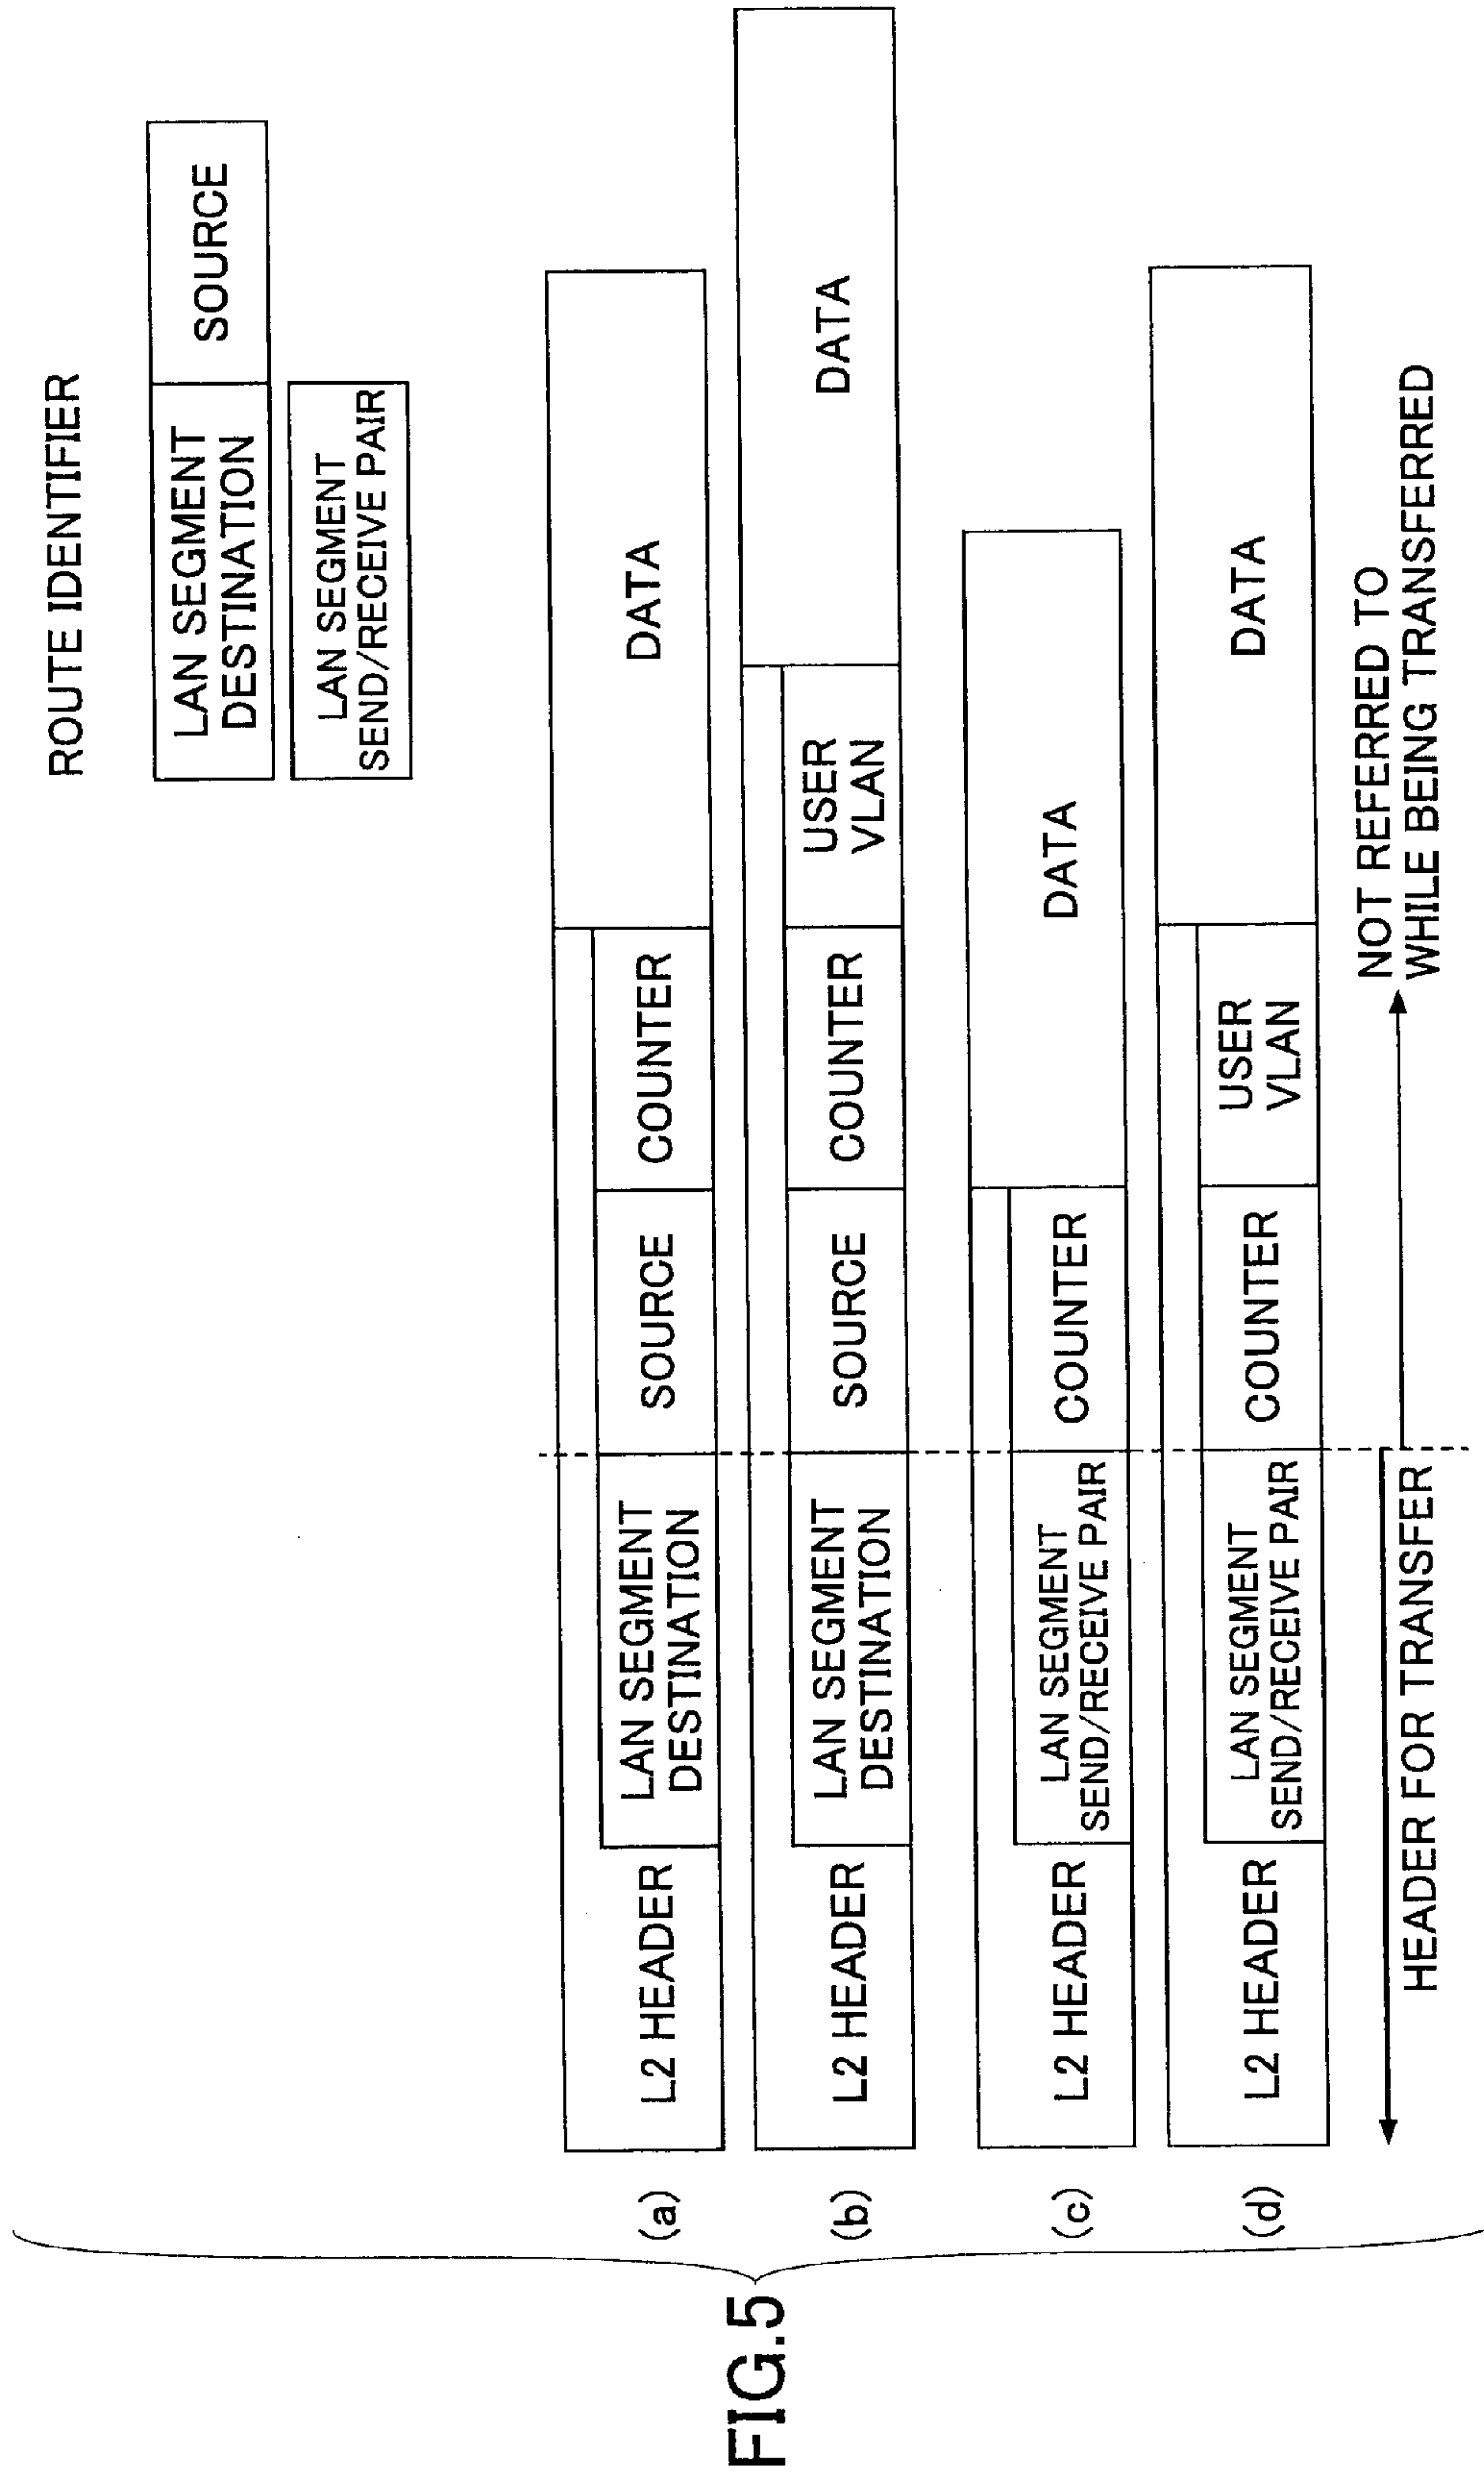 FIG.5
ROUTE IDENTIFIER
LAN SEGMENT
DESTINATION
SOURCE
LAN SEGMENT
SEND/RECEIVE PAIR
(a)
L2 HEADER
LAN SEGMENT
DESTINATION
SOURCE
COUNTER
DATA
(b)
L2 HEADER
LAN SEGMENT
DESTINATION
SOURCE
COUNTER
USER
VLAN
DATA
(c)
L2 HEADER
LAN SEGMENT
SEND/RECEIVE PAIR
COUNTER
DATA
(d)
L2 HEADER
LAN SEGMENT
SEND/RECEIVE PAIR
COUNTER
USER
VLAN
DATA
HEADER FOR TRANSFER
NOT REFERRED TO
WHILE BEING TRANSFERRED